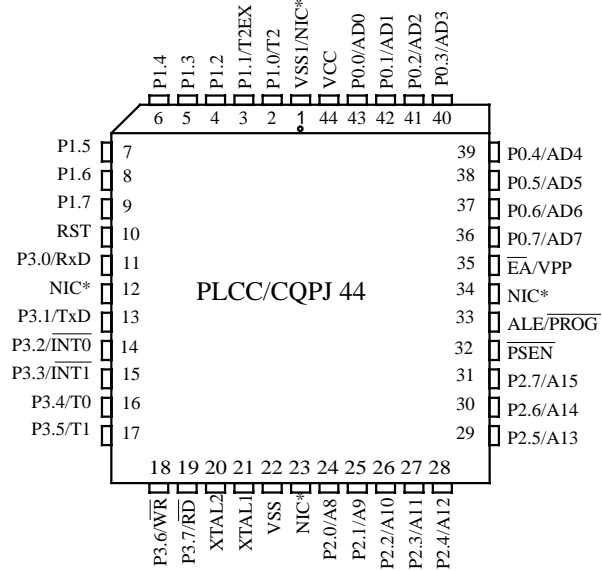 P1.4
P1.3
P1.2
P1.1/T2EX
P1.0/T2
VSS1/NIC*
VCC
P0.0/AD0
P0.1/AD1
P0.2/AD2
P0.3/AD3
6 5 4 3 2 1 44 43 42 41 40
P1.5 7
P1.6 8
P1.7 9
RST 10
P3.0/RxD 11
NIC* 12
P3.1/TxD 13
P3.2/INT0 14
P3.3/INT1 15
P3.4/T0 16
P3.5/T1 17
PLCC/CQPJ 44
39 P0.4/AD4
38 P0.5/AD5
37 P0.6/AD6
36 P0.7/AD7
35 EA/VPP
34 NIC*
33 ALE/PROG
32 PSEN
31 P2.7/A15
30 P2.6/A14
29 P2.5/A13
18 19 20 21 22 23 24 25 26 27 28
P3.6/WR
P3.7/RD
XTAL2
XTAL1
VSS
NIC*
P2.0/A8
P2.1/A9
P2.2/A10
P2.3/A11
P2.4/A12